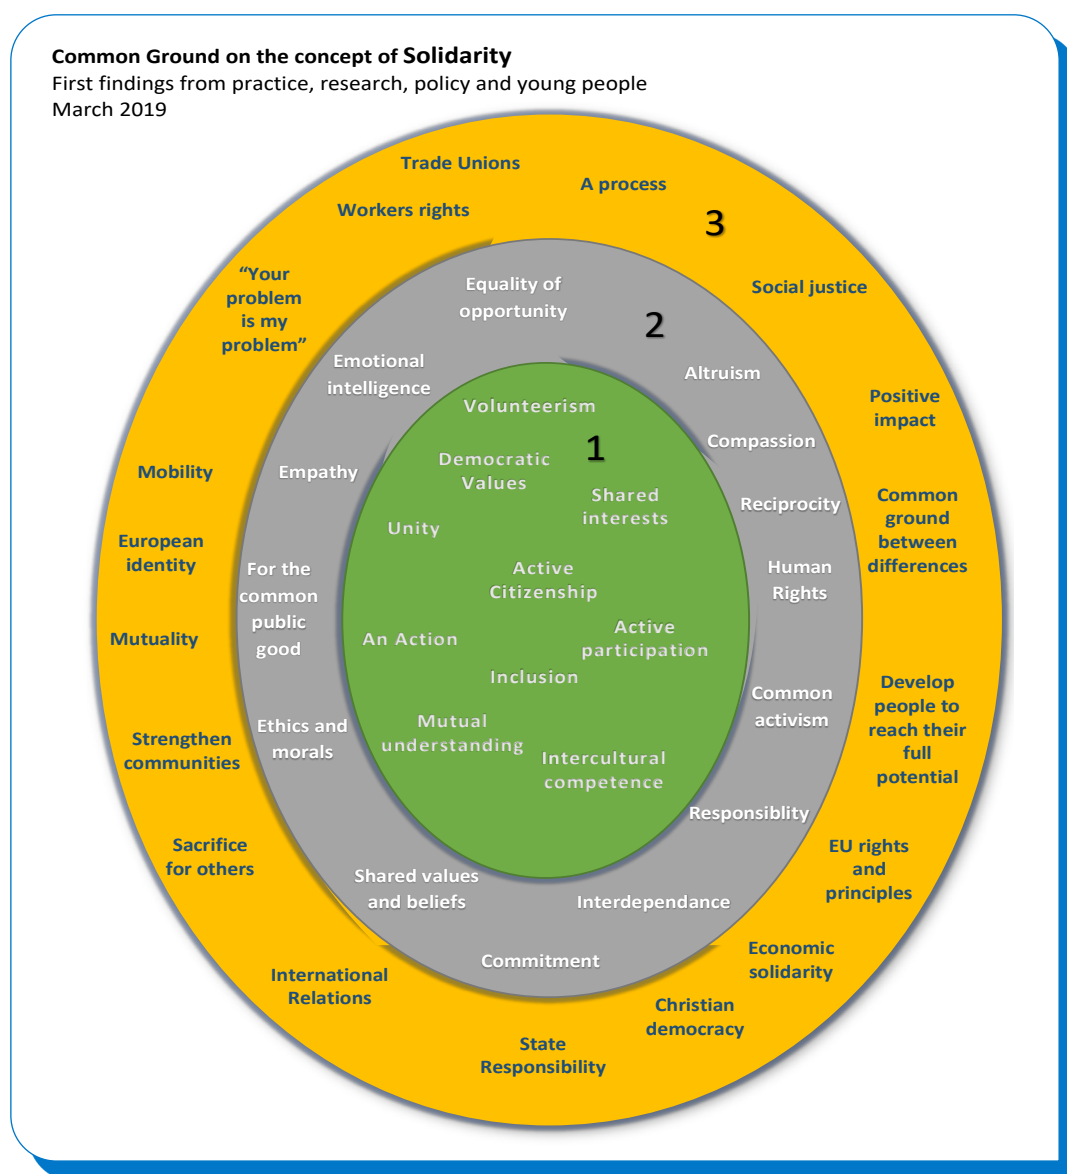 Common Ground on the concept of Solidarity
First findings from practice, research, policy and young people
March 2019
Trade Unions
A process
Workers rights
3
"Your
problem
is my
problem"
Social justice
Positive
impact
Mobility
Common
ground
between
differences
European
identity
Mutuality
Develop
people to
reach their
full
potential
Strengthen
communities
Sacrifice
for others
EU rights
and
principles
Economic
solidarity
International
Relations
Christian
democracy
State
Responsibility
Equality of
opportunity
2
Emotional
intelligence
Altruism
Compassion
Empathy
Reciprocity
For the
common
public
good
Human
Rights
Ethics and
morals
Common
activism
Responsiblity
Shared values
and beliefs
Interdependance
Commitment
Volunteerism
1
Democratic
Values
Shared
interests
Unity
Active
Citizenship
An Action
Active
participation
Inclusion
Mutual
understanding
Intercultural
competence